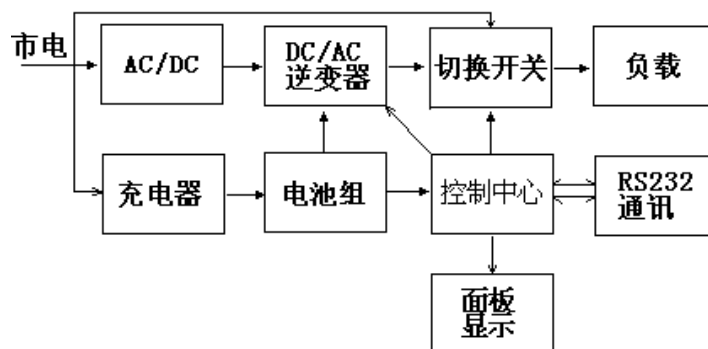 市电
AC/DC
DC/AC
逆变器
切换开关
负载
充电器
电池组
控制中心
RS232
通讯
面板
显示